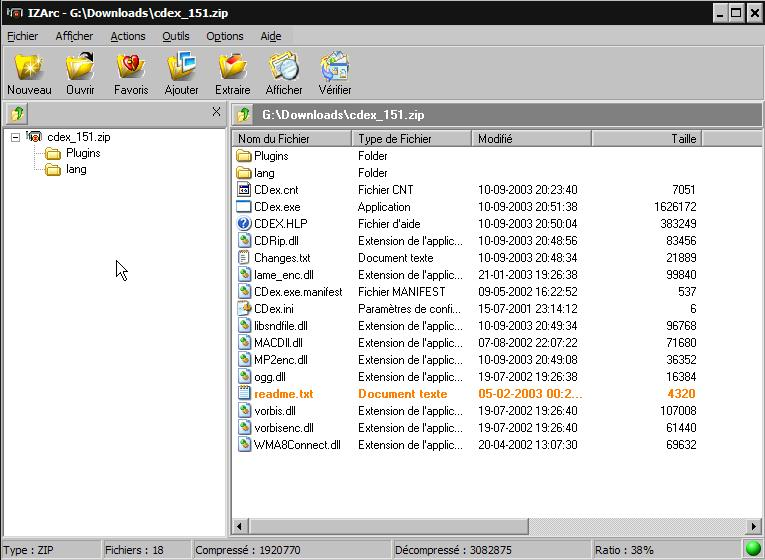 IZArc - G:\Downloads\cdex_151.zip
Fichier Afficher Actions Outils Options Aide
Nouveau Ouvrir Favoris Ajouter Extraire Afficher Vérifier
G:\Downloads\cdex_151.zip
cdex_151.zip
Plugins
lang
Nom du Fichier Type de Fichier Modifié Taille
Plugins Folder
lang Folder
CDex.cnt Fichier CNT 10-09-2003 20:23:40 7051
CDex.exe Application 10-09-2003 20:51:38 1626172
CDEX.HLP Fichier d'aide 10-09-2003 20:50:04 383249
CDRip.dll Extension de l'applic... 10-09-2003 20:48:56 83456
Changes.txt Document texte 10-09-2003 20:48:34 21889
lame_enc.dll Extension de l'applic... 21-01-2003 19:26:38 99840
CDex.exe.manifest Fichier MANIFEST 09-05-2002 16:22:52 537
CDex.ini Paramètres de confi... 15-07-2001 23:14:12 6
libsndfile.dll Extension de l'applic... 10-09-2003 20:49:34 96768
MACDll.dll Extension de l'applic... 07-08-2002 22:07:22 71680
MP2enc.dll Extension de l'applic... 10-09-2003 20:49:08 36352
ogg.dll Extension de l'applic... 19-07-2002 19:26:38 16384
readme.txt Document texte 05-02-2003 00:2... 4320
vorbis.dll Extension de l'applic... 19-07-2002 19:26:40 107008
vorbisenc.dll Extension de l'applic... 19-07-2002 19:26:40 61440
WMA8Connect.dll Extension de l'applic... 20-04-2002 13:07:30 69632
Type : ZIP Fichiers : 18 Compressé : 1920770 Décompressé : 3082875 Ratio : 38%